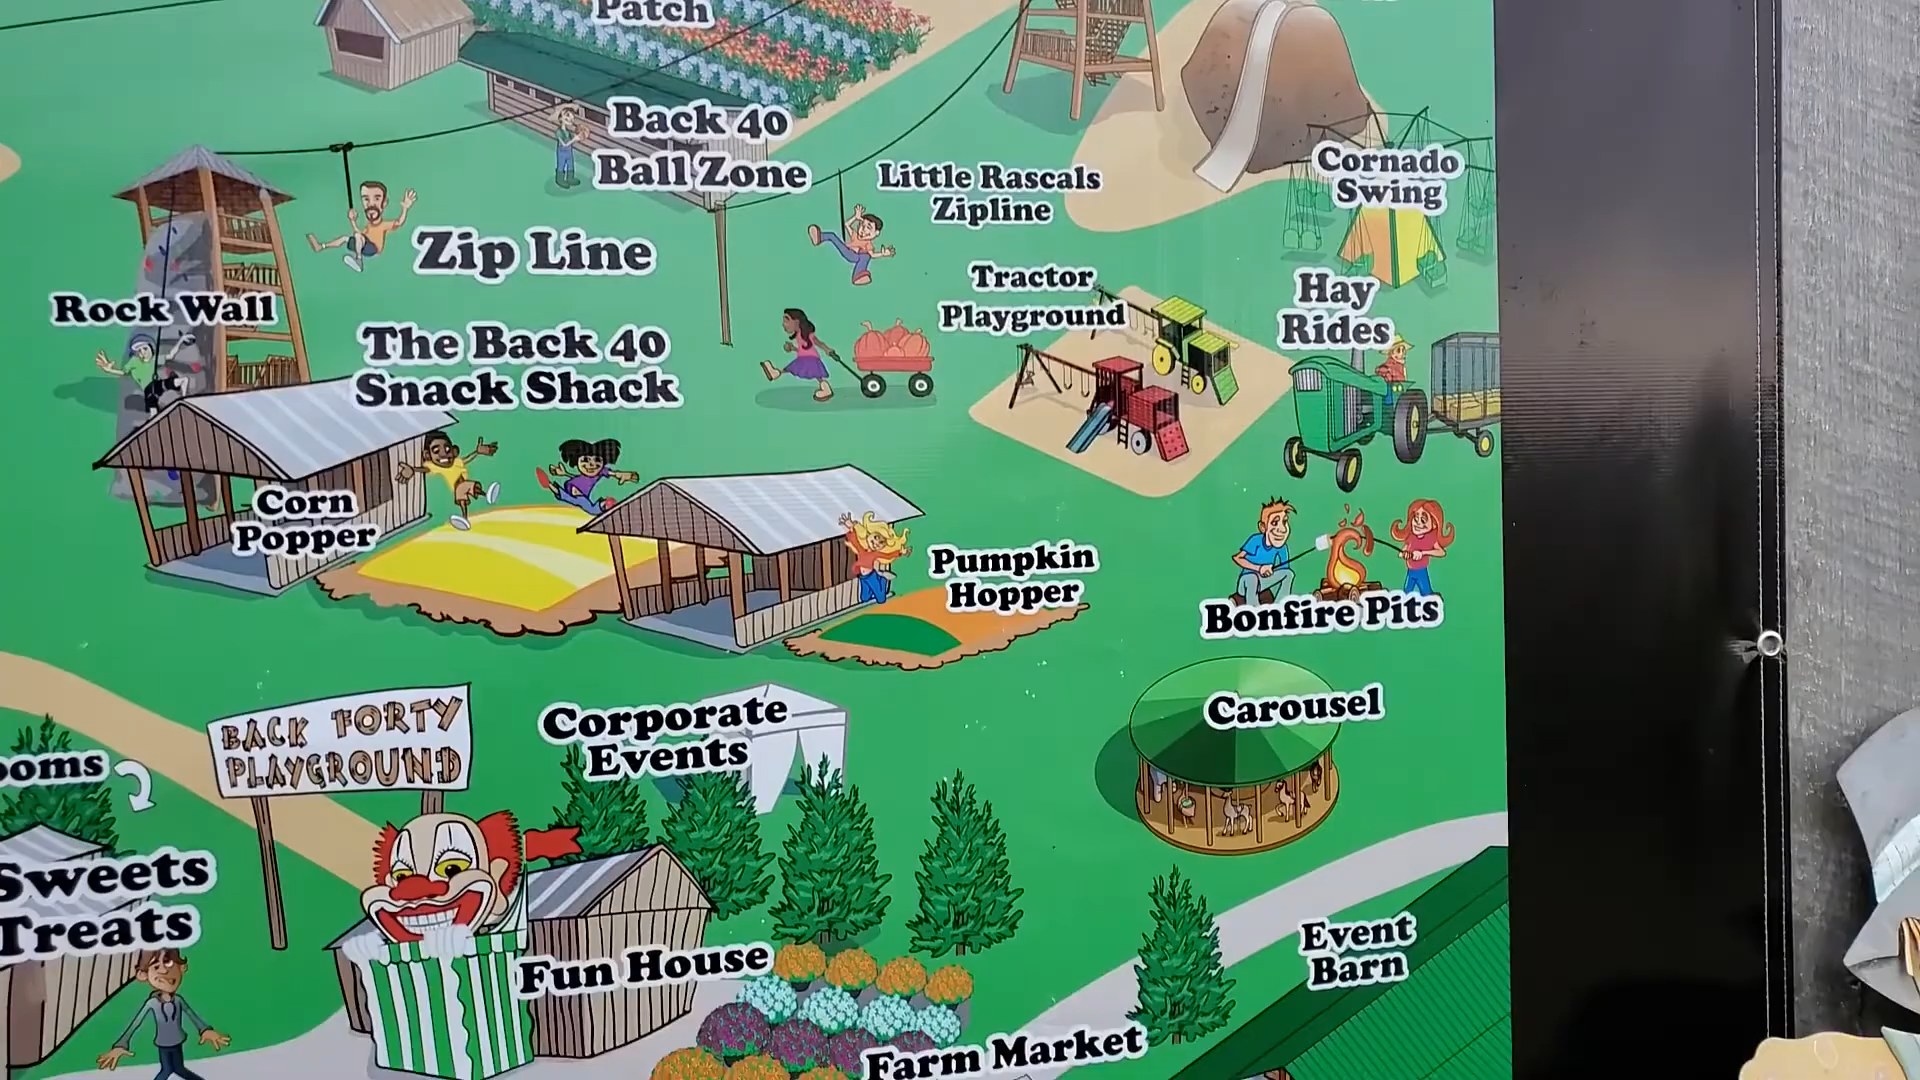 Patch
Back 40
Ball Zone
Little Rascals
Zipline
Cornado
Swing
Zip Line
Rock Wall
Tractor
Playground
Hay
Rides
The Back 40
Snack Shack
Corn
Popper
Pumpkin
Hopper
Bonfire Pits
BACK FORTY
PLAYGROUND
Corporate
Events
Carousel
ooms
Sweets
Treats
Fun House
Event
Barn
Farm Market